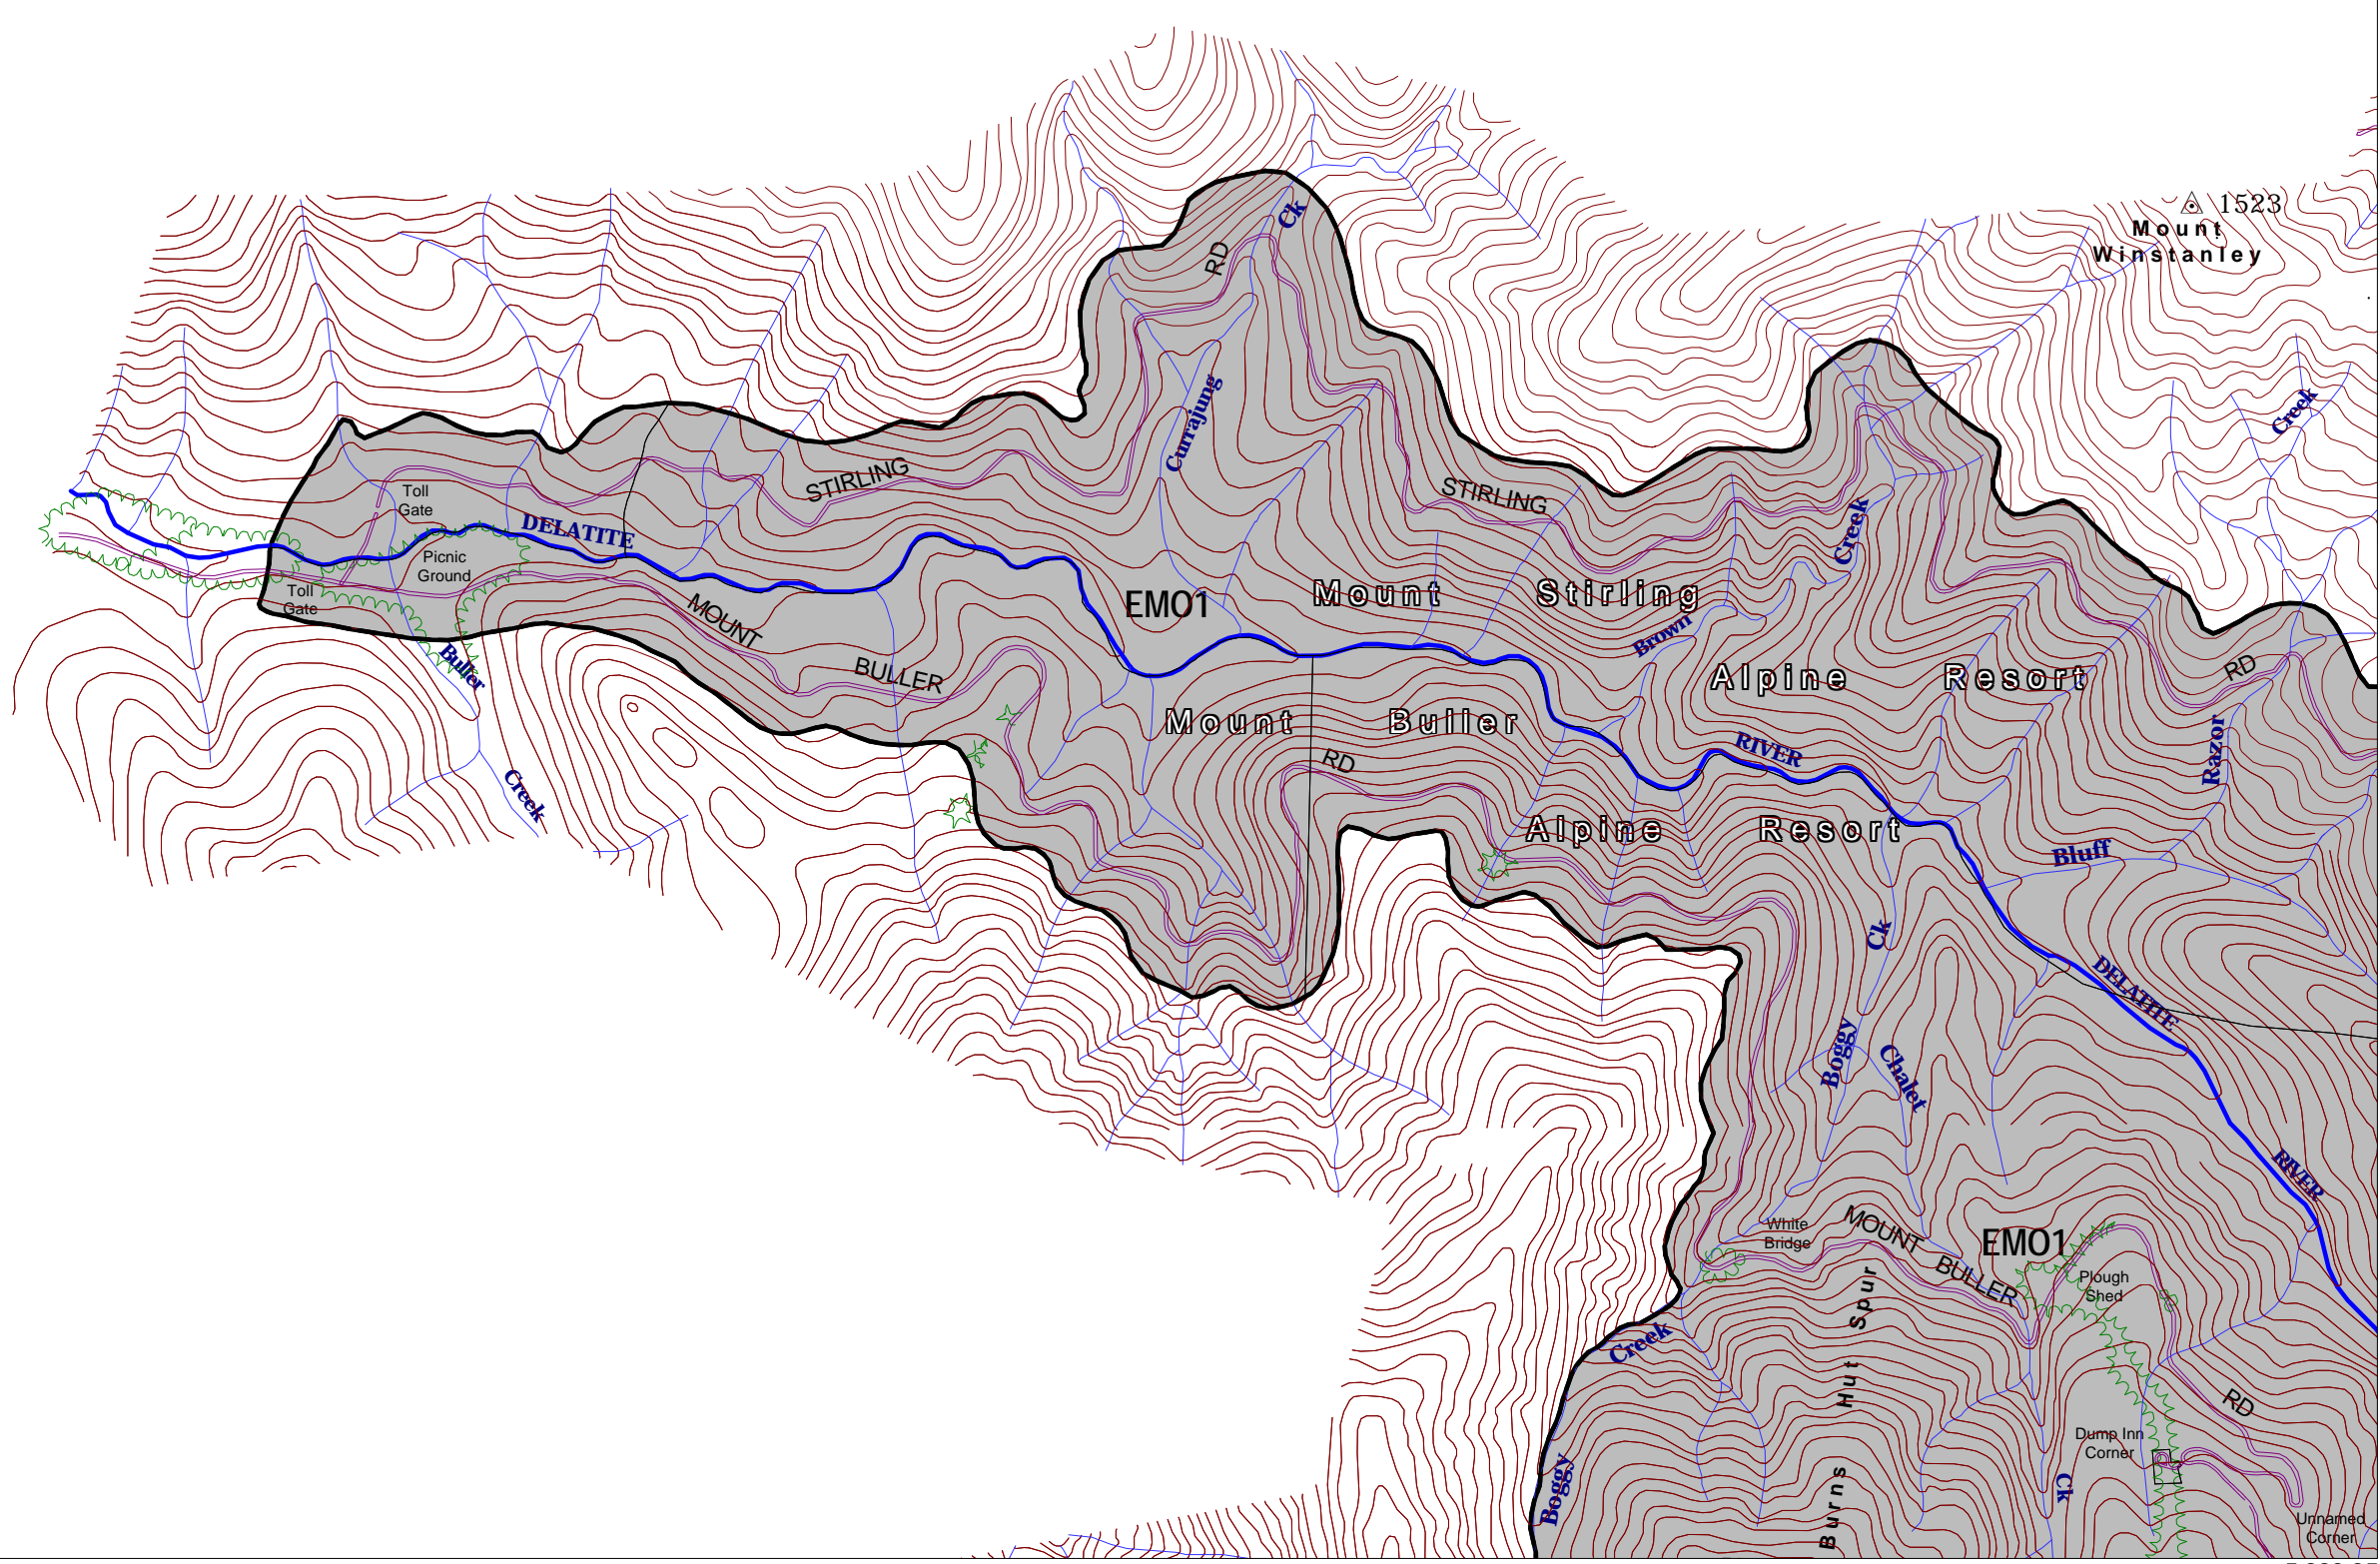 1523
Mount
Winstanley
Ck
RD
Currajung
Creek
STIRLING
STIRLING
Toll
Gate
DELATITE
Picnic
Ground
Toll
Gate
Creek
EMO1
Mount Stirling
Brown
Alpine Resort
RD
MOUNT
BULLER
Buller
Creek
Mount Buller
RD
RIVER
Razor
Alpine Resort
Bluff
Ck
DELATITE
Boggy
Chalet
RIVER
White
Bridge
MOUNT
BULLER
EMO1
Plough
Shed
Creek
Burns Hut Spur
RD
Dump Inn
Corner
Boggy
Ck
Unnamed
Corner